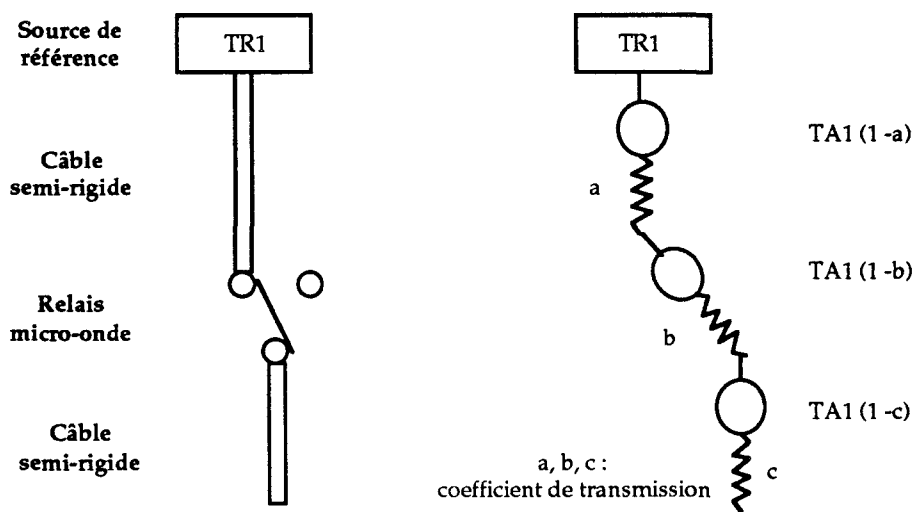 Source de
référence
TR1
TR1
TA1 (1 -a)
Câble
semi-rigide
a
TA1 (1 -b)
Relais
micro-onde
b
TA1 (1 -c)
Câble
semi-rigide
a, b, c :
coefficient de transmission
c